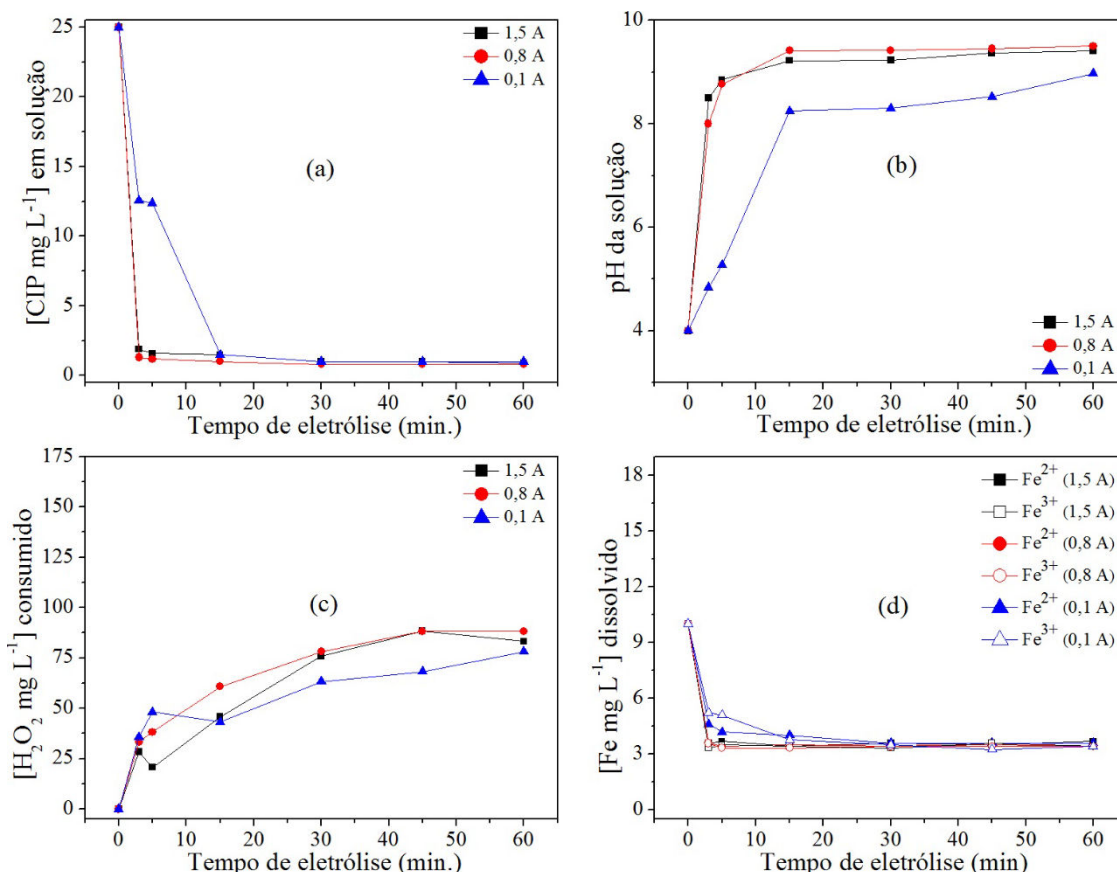 25
20
15
10
5
0
[CIP mg L⁻¹] em solução
1,5 A
0,8 A
0,1 A
(a)
0 10 20 30 40 50 60
Tempo de eletrólise (min.)
10
8
6
4
pH da solução
(b)
1,5 A
0,8 A
0,1 A
0 10 20 30 40 50 60
Tempo de eletrólise (min.)
175
150
125
100
75
50
25
0
[H₂O₂ mg L⁻¹] consumido
1,5 A
0,8 A
0,1 A
(c)
0 10 20 30 40 50 60
Tempo de eletrólise (min.)
18
15
12
9
6
3
0
[Fe mg L⁻¹] dissolvido
Fe²⁺ (1,5 A)
Fe³⁺ (1,5 A)
Fe²⁺ (0,8 A)
Fe³⁺ (0,8 A)
Fe²⁺ (0,1 A)
Fe³⁺ (0,1 A)
(d)
0 10 20 30 40 50 60
Tempo de eletrólise (min)